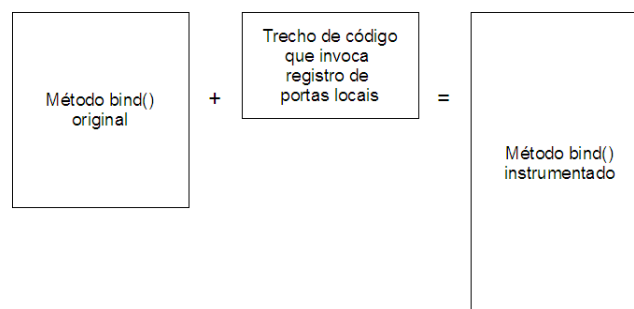 Método bind()
original
+
Trecho de código
que invoca
registro de
portas locais
=
Método bind()
instrumentado